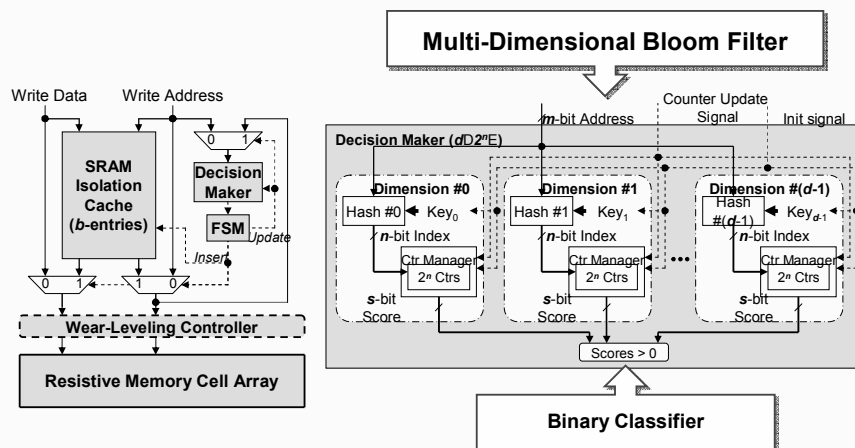 Multi-Dimensional Bloom Filter
Write Data
Write Address
0 1
SRAM
Isolation
Cache
(b-entries)
Decision
Maker
FSM
Update
Insert
0 1
1 0
Wear-Leveling Controller
Resistive Memory Cell Array
m-bit Address
Counter Update
Signal
Init signal
Decision Maker (dD2ⁿE)
Dimension #0
Hash #0
Key₀
n-bit Index
Ctr Manager
2ⁿ Ctrs
s-bit
Score
Dimension #1
Hash #1
Key₁
n-bit Index
Ctr Manager
2ⁿ Ctrs
s-bit
Score
•••
Dimension #(d-1)
Hash
#(d-1)
Key d-1
n-bit Index
Ctr Manager
2ⁿ Ctrs
s-bit
Score
Scores > 0
Binary Classifier